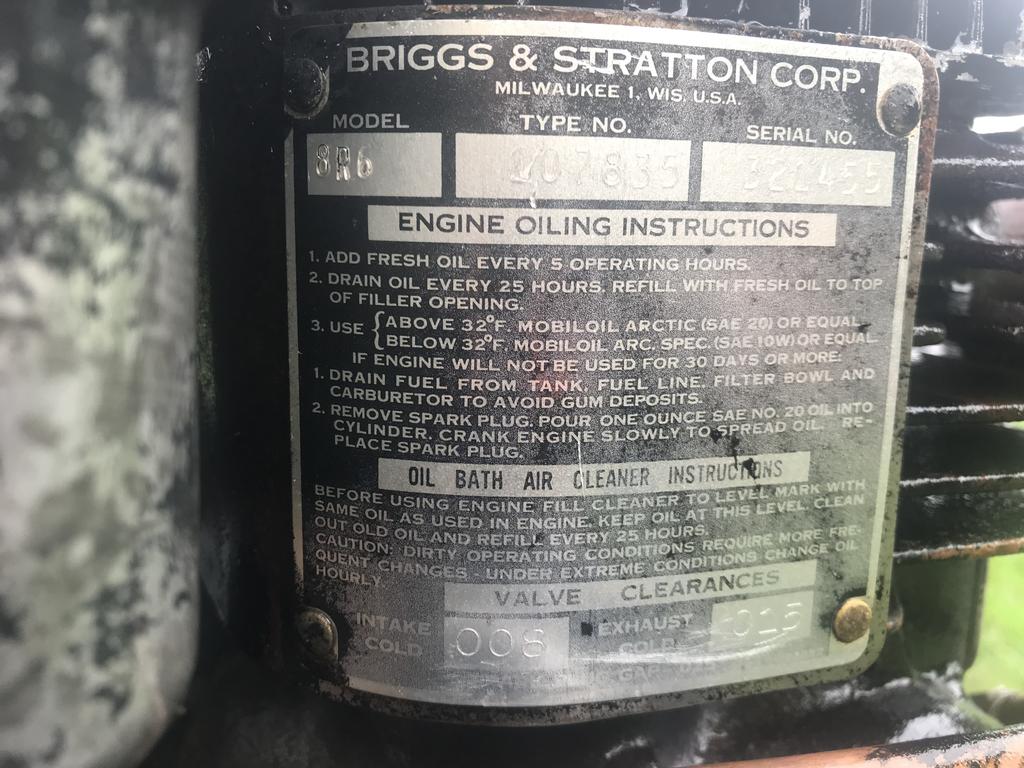 BRIGGS & STRATTON CORP.
MILWAUKEE 1, WIS. U.S.A.
MODEL TYPE NO. SERIAL NO.
8R6 207835
ENGINE OILING INSTRUCTIONS
1. ADD FRESH OIL EVERY 5 OPERATING HOURS.
2. DRAIN OIL EVERY 25 HOURS. REFILL WITH FRESH OIL TO TOP
OF FILLER OPENING.
3. USE { ABOVE 32°F. MOBILOIL ARCTIC (SAE 20) OR EQUAL.
BELOW 32°F. MOBILOIL ARC. SPEC. (SAE 10W) OR EQUAL
IF ENGINE WILL NOT BE USED FOR 30 DAYS OR MORE:
1. DRAIN FUEL FROM TANK, FUEL LINE, FILTER BOWL AND
CARBURETOR TO AVOID GUM DEPOSITS.
2. REMOVE SPARK PLUG. POUR ONE OUNCE SAE NO. 20 OIL INTO
CYLINDER. CRANK ENGINE SLOWLY TO SPREAD OIL. RE-
PLACE SPARK PLUG.
OIL BATH AIR CLEANER INSTRUCTIONS
BEFORE USING ENGINE FILL CLEANER TO LEVEL MARK WITH
SAME OIL AS USED IN ENGINE. KEEP OIL AT THIS LEVEL. CLEAN
OUT OLD OIL AND REFILL EVERY 25 HOURS.
CAUTION: DIRTY OPERATING CONDITIONS REQUIRE MORE FRE-
QUENT CHANGES. UNDER EXTREME CONDITIONS CHANGE OIL
HOURLY.
VALVE CLEARANCES
INTAKE EXHAUST
COLD 008 COLD 015